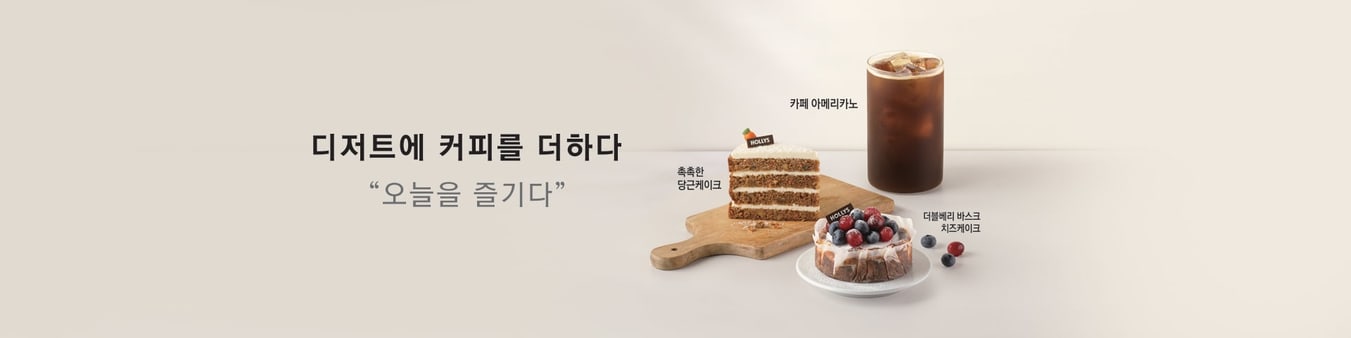 디저트에 커피를 더하다
“오늘을 즐기다”
카페 아메리카노
HOLLYS
촉촉한
당근케이크
HOLLYS
더블베리 바스크
치즈케이크